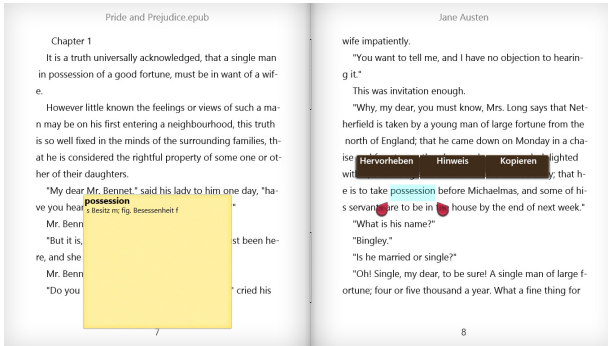 Pride and Prejudice.epub
Chapter 1
It is a truth universally acknowledged, that a single man
in possession of a good fortune, must be in want of a wif-
e.
However little known the feelings or views of such a ma-
n may be on his first entering a neighbourhood, this truth
is so well fixed in the minds of the surrounding families, th-
at he is considered the rightful property of some one or ot-
her of their daughters.
"My dear Mr. Bennet," said his lady to him one day, "ha-
ve you hear "
Mr. Benn
"But it is, st been he-
re, and she
Mr. Benn
"Do you " cried his
possession
s Besitz m; fig. Besessenheit f
7
Jane Austen
wife impatiently.
"You want to tell me, and I have no objection to hearin-
g it."
This was invitation enough.
"Why, my dear, you must know, Mrs. Long says that Net-
herfield is taken by a young man of large fortune from the
north of England; that he came down on Monday in a cha-
ise lighted
Hervorheben Hinweis Kopieren
with y; that h-
e is to take possession before Michaelmas, and some of hi-
s servants are to be in the house by the end of next week."
"What is his name?"
"Bingley."
"Is he married or single?"
"Oh! Single, my dear, to be sure! A single man of large f-
ortune; four or five thousand a year. What a fine thing for
8